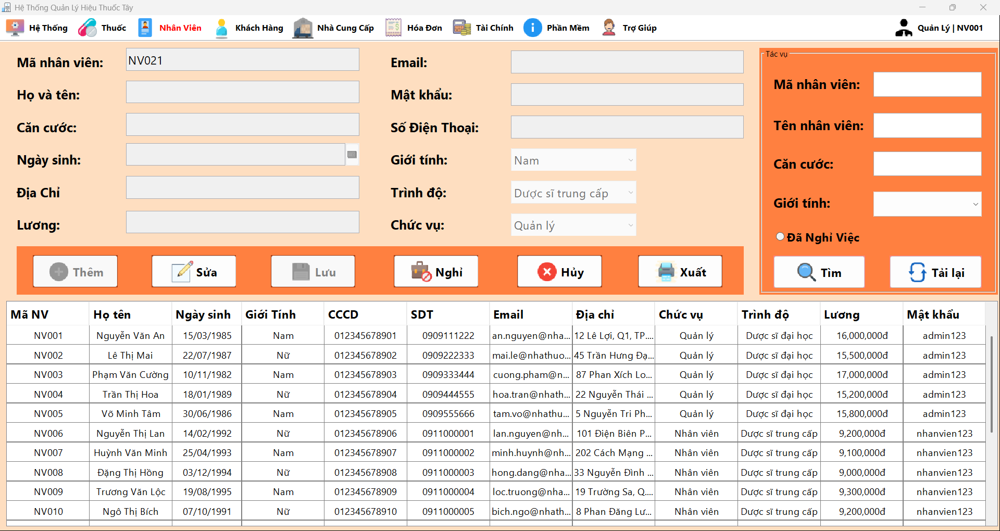 Hệ Thống Quản Lý Hiệu Thuốc Tây
Hệ Thống Thuốc Nhân Viên Khách Hàng Nhà Cung Cấp Hóa Đơn Tài Chính Phần Mềm Trợ Giúp Quản Lý | NV001
Mã nhân viên: NV021
Họ và tên:
Căn cước:
Ngày sinh:
Địa Chỉ
Lương:
Email:
Mật khẩu:
Số Điện Thoại:
Giới tính: Nam
Trình độ: Dược sĩ trung cấp
Chức vụ: Quản lý
Tác vụ
Mã nhân viên:
Tên nhân viên:
Căn cước:
Giới tính:
Đã Nghỉ Việc
Tìm Tải lại
Thêm Sửa Lưu Nghỉ Hủy Xuất
Mã NV Họ tên Ngày sinh Giới Tính CCCD SDT Email Địa chỉ Chức vụ Trình độ Lương Mật khẩu
NV001 Nguyễn Văn An 15/03/1985 Nam 012345678901 0909111222 an.nguyen@nha... 12 Lê Lợi, Q1, TP.... Quản lý Dược sĩ đại học 16,000,000đ admin123
NV002 Lê Thị Mai 22/07/1987 Nữ 012345678902 0909222333 mai.le@nhathuo... 45 Trần Hưng Đạ... Quản lý Dược sĩ đại học 15,500,000đ admin123
NV003 Phạm Văn Cường 10/11/1982 Nam 012345678903 0909333444 cuong.pham@n... 87 Phan Xích Lo... Quản lý Dược sĩ đại học 17,000,000đ admin123
NV004 Trần Thị Hoa 18/01/1989 Nữ 012345678904 0909444555 hoa.tran@nhath... 22 Nguyễn Thái ... Quản lý Dược sĩ đại học 15,200,000đ admin123
NV005 Võ Minh Tâm 30/06/1986 Nam 012345678905 0909555666 tam.vo@nhathu... 5 Nguyễn Tri Ph... Quản lý Dược sĩ đại học 15,800,000đ admin123
NV006 Nguyễn Thị Lan 14/02/1992 Nữ 012345678906 0911000001 lan.nguyen@nh... 101 Điện Biên P... Nhân viên Dược sĩ trung cấp 9,200,000đ nhanvien123
NV007 Huỳnh Văn Minh 25/04/1993 Nam 012345678907 0911000002 minh.huynh@nh... 202 Cách Mạng ... Nhân viên Dược sĩ trung cấp 9,100,000đ nhanvien123
NV008 Đặng Thị Hồng 03/12/1994 Nữ 012345678908 0911000003 hong.dang@nha... 33 Nguyễn Đình ... Nhân viên Dược sĩ trung cấp 9,000,000đ nhanvien123
NV009 Trương Văn Lộc 19/08/1995 Nam 012345678909 0911000004 loc.truong@nha... 19 Trường Sa, Q.... Nhân viên Dược sĩ trung cấp 9,300,000đ nhanvien123
NV010 Ngô Thị Bích 07/10/1991 Nữ 012345678910 0911000005 bich.ngo@nhath... 8 Phan Đăng Lư... Nhân viên Dược sĩ trung cấp 9,200,000đ nhanvien123